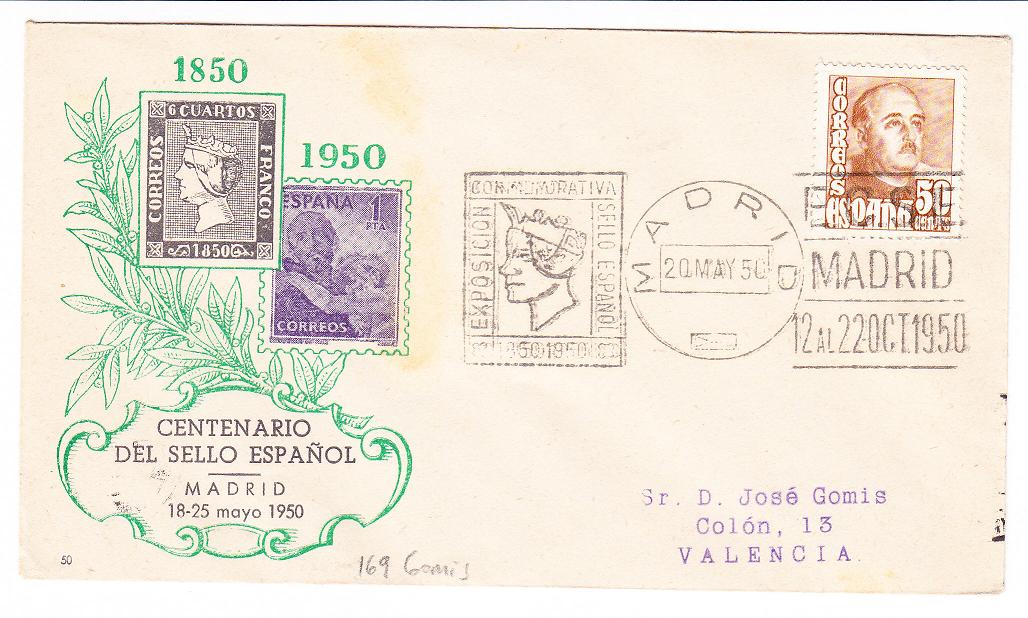 1850
6 CUARTOS
CORREOS
FRANCO
1850
1950
ESPAÑA 1
PTA
CORREOS
CENTENARIO
DEL SELLO ESPAÑOL
MADRID
18-25 mayo 1950
50
169 Gomis
CONMEMORATIVA
EXPOSICION
SELLO ESPAÑOL
1850 1950
MADRID
20 MAY 50
CORREOS
50
ESPAÑA
MADRID
12 AL 22 OCT.1950
Sr. D. José Gomis
Colón, 13
VALENCIA.